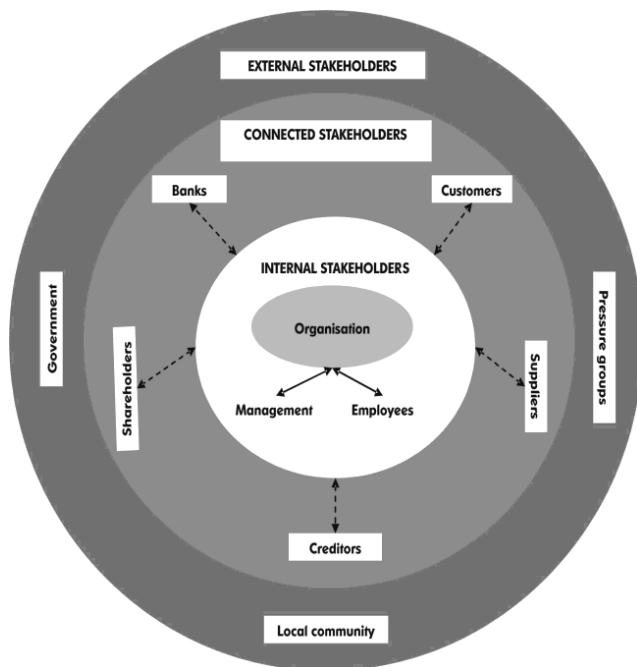 EXTERNAL STAKEHOLDERS
CONNECTED STAKEHOLDERS
Banks
Customers
INTERNAL STAKEHOLDERS
Organisation
Government
Pressure groups
Shareholders
Suppliers
Management
Employees
Creditors
Local community